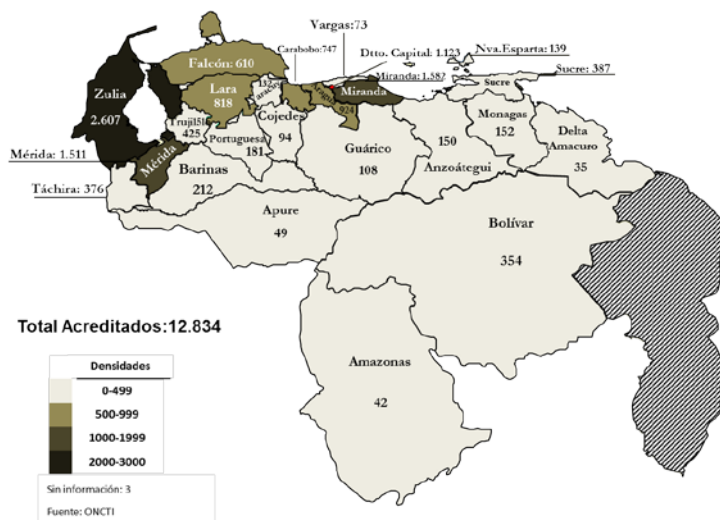 Vargas:73
Carabobo:747
Dtto. Capital: 1.123
Nva.Esparta: 139
Falcón: 610
Miranda: 1.582
Sucre: 387
Zulia
2.607
Lara
818
132
Aragua
924
Miranda
Sucre
425
Cojedes
94
Portuguesa
181
Monagas
152
Delta
Amacuro
35
Guárico
108
150
Anzoátegui
Mérida: 1.511
Mérida
Barinas
212
Táchira: 376
Apure
49
Bolívar
354
Total Acreditados:12.834
Amazonas
42
Densidades
0-499
500-999
1000-1999
2000-3000
Sin información: 3
Fuente: ONCTI